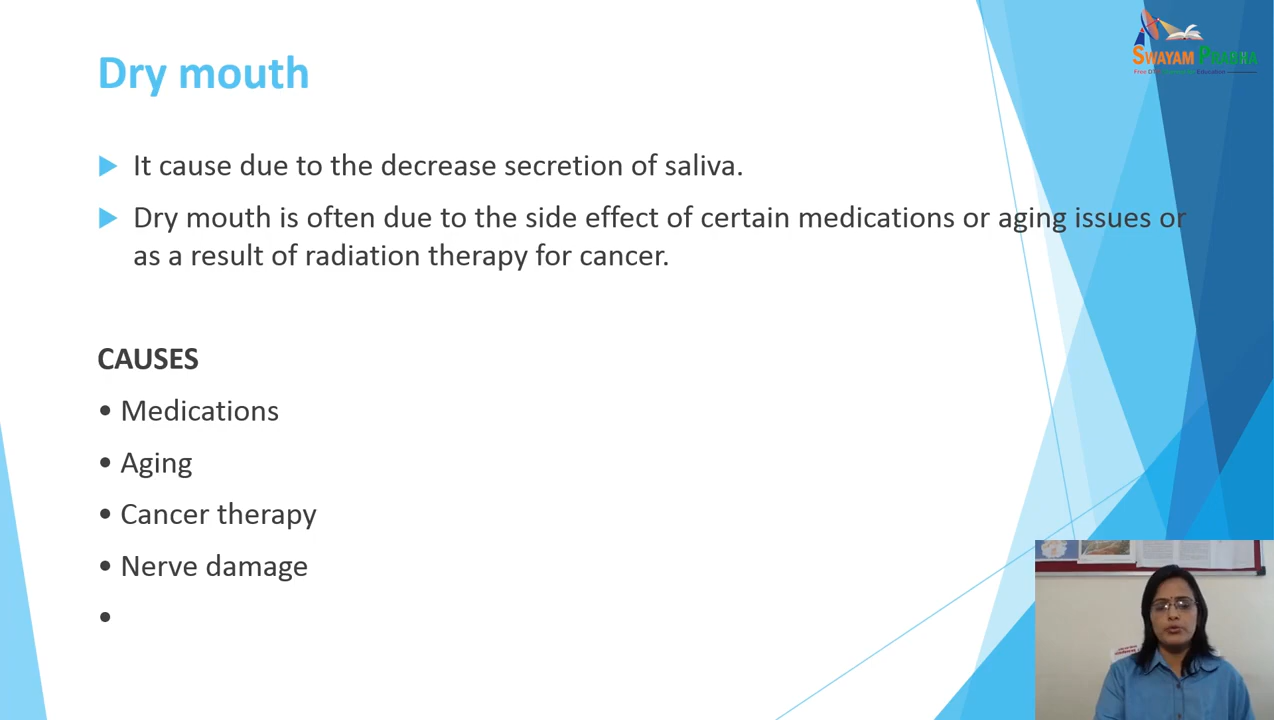 SWAYAM PRABHA
Dry mouth
It cause due to the decrease secretion of saliva.
Dry mouth is often due to the side effect of certain medications or aging issues or
as a result of radiation therapy for cancer.
CAUSES
• Medications
• Aging
• Cancer therapy
• Nerve damage
•